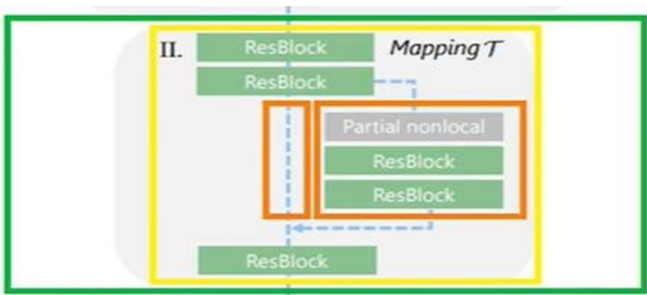 II. ResBlock Mapping T
ResBlock
Partial nonlocal
ResBlock
ResBlock
ResBlock